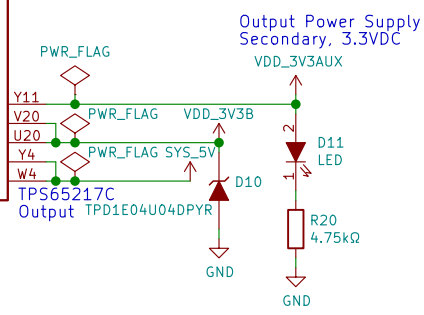 Output Power Supply
Secondary, 3.3VDC
PWR_FLAG
VDD_3V3AUX
Y11
V20
PWR_FLAG
VDD_3V3B
U20
2
D11
LED
Y4
PWR_FLAG
SYS_5V
W4
1
D10
TPS65217C
Output
TPD1E04U04DPYR
R20
4.75kΩ
GND
GND